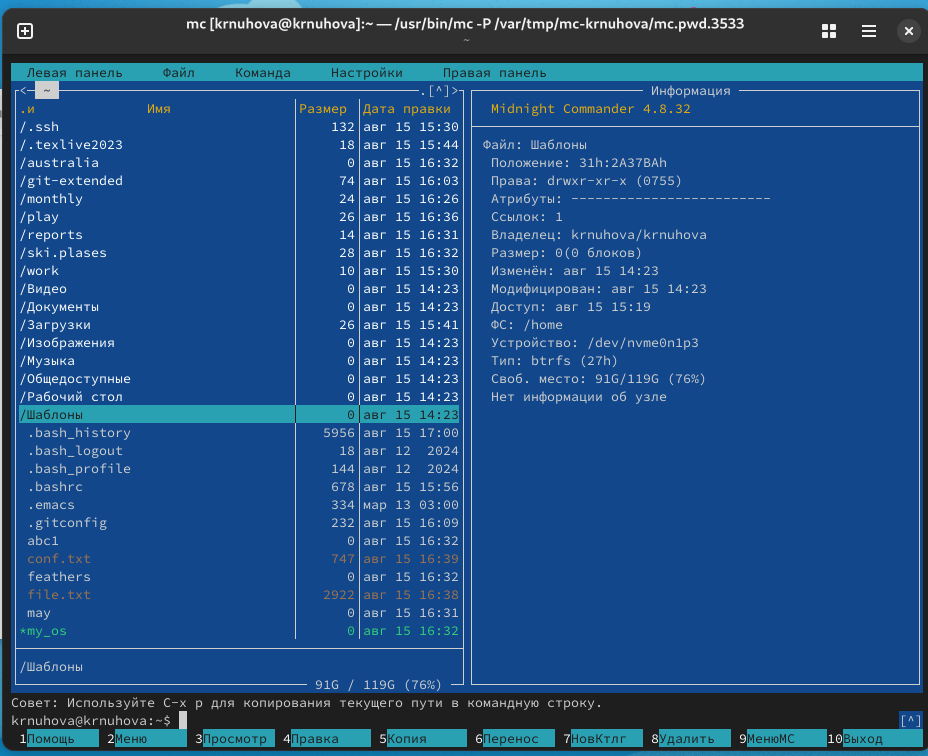 mc [krnuhova@krnuhova]:~ — /usr/bin/mc -P /var/tmp/mc-krnuhova/mc.pwd.3533
~
Левая панель Файл Команда Настройки Правая панель
<─ ~ .[^]>
.и Имя Размер Дата правки
/.ssh 132 авг 15 15:30
/.texlive2023 18 авг 15 15:44
/australia 0 авг 15 16:32
/git-extended 74 авг 15 16:03
/monthly 24 авг 15 16:26
/play 26 авг 15 16:36
/reports 14 авг 15 16:31
/ski.plases 28 авг 15 16:32
/work 10 авг 15 15:30
/Видео 0 авг 15 14:23
/Документы 0 авг 15 14:23
/Загрузки 26 авг 15 15:41
/Изображения 0 авг 15 14:23
/Музыка 0 авг 15 14:23
/Общедоступные 0 авг 15 14:23
/Рабочий стол 0 авг 15 14:23
/Шаблоны 0 авг 15 14:23
.bash_history 5956 авг 15 17:00
.bash_logout 18 авг 12 2024
.bash_profile 144 авг 12 2024
.bashrc 678 авг 15 15:56
.emacs 334 мар 13 03:00
.gitconfig 232 авг 15 16:09
abc1 0 авг 15 16:32
conf.txt 747 авг 15 16:39
feathers 0 авг 15 16:32
file.txt 2922 авг 15 16:38
may 0 авг 15 16:31
*my_os 0 авг 15 16:32
/Шаблоны
91G / 119G (76%)
Информация
Midnight Commander 4.8.32
Файл: Шаблоны
Положение: 31h:2A37BAh
Права: drwxr-xr-x (0755)
Атрибуты: -------------------------
Ссылок: 1
Владелец: krnuhova/krnuhova
Размер: 0(0 блоков)
Изменён: авг 15 14:23
Модифицирован: авг 15 14:23
Доступ: авг 15 15:19
ФС: /home
Устройство: /dev/nvme0n1p3
Тип: btrfs (27h)
Своб. место: 91G/119G (76%)
Нет информации об узле
Совет: Используйте C-x p для копирования текущего пути в командную строку.
krnuhova@krnuhova:~$ [^]
1Помощь 2Меню 3Просмотр 4Правка 5Копия 6Перенос 7НовКтлг 8Удалить 9МенюMC 10Выход